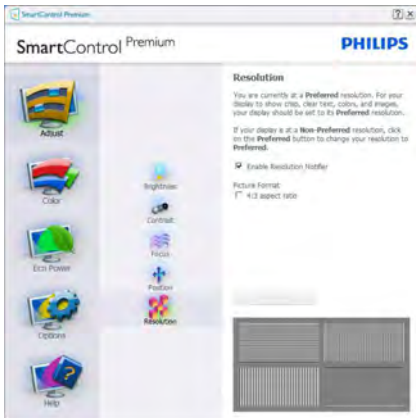 SmartControl Premium
SmartControl Premium
PHILIPS
Adjust
Color
Eco Power
Options
Help
Brightness
Contrast
Focus
Position
Resolution
Resolution
You are currently at a Preferred resolution. For your
display to show crisp, clear text, colors, and images,
your display should be set to its Preferred resolution.
If your display is at a Non-Preferred resolution, click
on the Preferred button to change your resolution to
Preferred.
Enable Resolution Notifier
Picture Format
4:3 aspect ratio